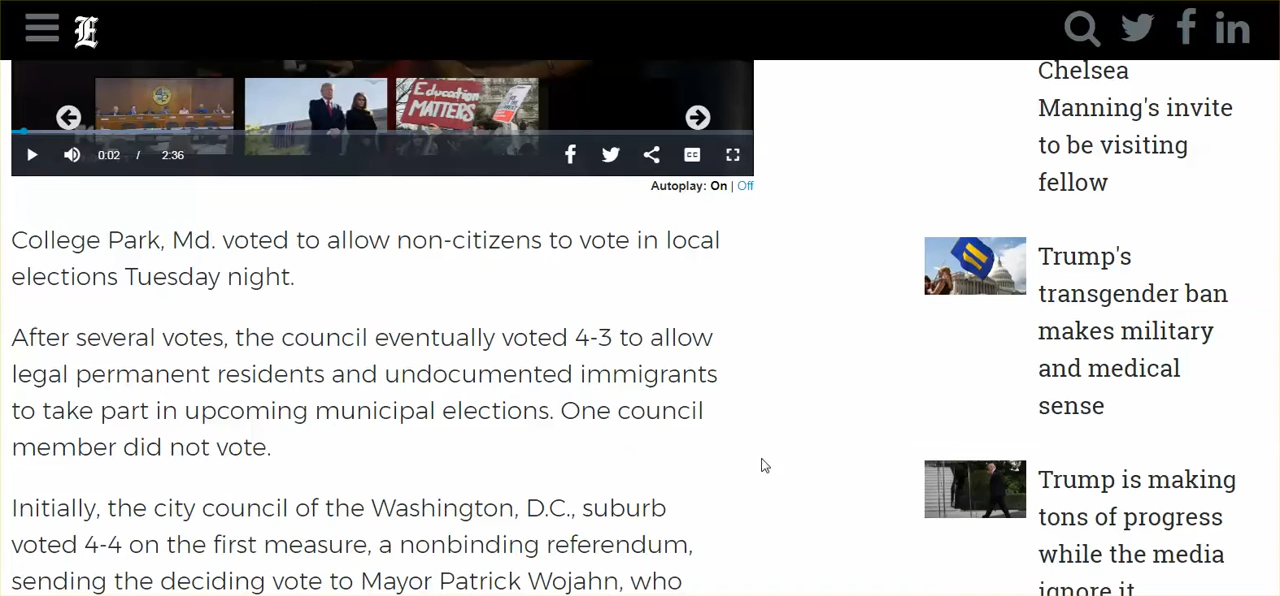 E
Education
MATTERS
0:02 / 2:36
CC
Autoplay: On | Off
College Park, Md. voted to allow non-citizens to vote in local
elections Tuesday night.
After several votes, the council eventually voted 4-3 to allow
legal permanent residents and undocumented immigrants
to take part in upcoming municipal elections. One council
member did not vote.
Initially, the city council of the Washington, D.C., suburb
voted 4-4 on the first measure, a nonbinding referendum,
sending the deciding vote to Mayor Patrick Wojahn, who
Chelsea
Manning's invite
to be visiting
fellow
Trump's
transgender ban
makes military
and medical
sense
Trump is making
tons of progress
while the media
ignore it